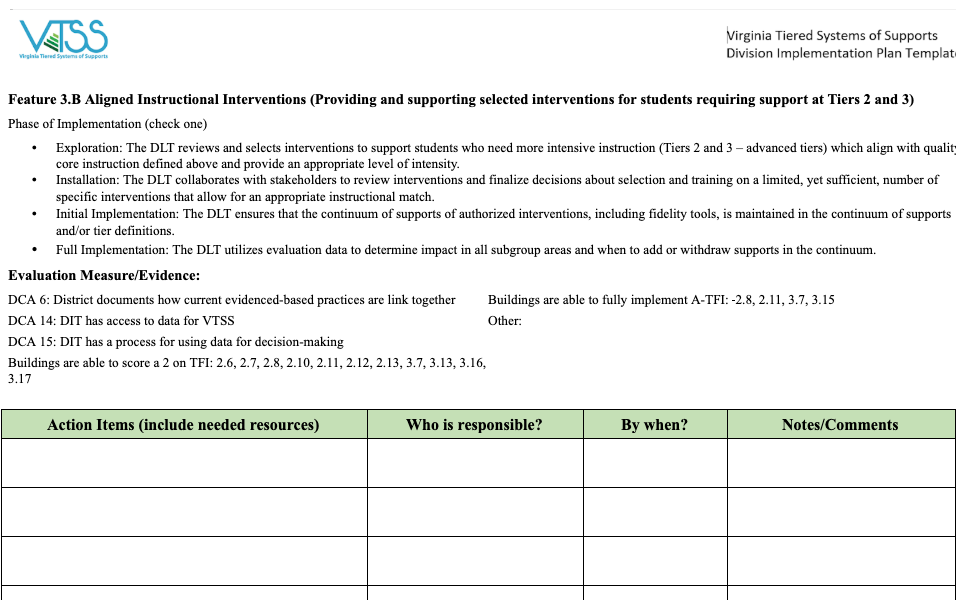 VTSS
Virginia Tiered Systems of Supports
Virginia Tiered Systems of Supports
Division Implementation Plan Template
Feature 3.B Aligned Instructional Interventions (Providing and supporting selected interventions for students requiring support at Tiers 2 and 3)
Phase of Implementation (check one)
• Exploration: The DLT reviews and selects interventions to support students who need more intensive instruction (Tiers 2 and 3 – advanced tiers) which align with quality
core instruction defined above and provide an appropriate level of intensity.
• Installation: The DLT collaborates with stakeholders to review interventions and finalize decisions about selection and training on a limited, yet sufficient, number of
specific interventions that allow for an appropriate instructional match.
• Initial Implementation: The DLT ensures that the continuum of supports of authorized interventions, including fidelity tools, is maintained in the continuum of supports
and/or tier definitions.
• Full Implementation: The DLT utilizes evaluation data to determine impact in all subgroup areas and when to add or withdraw supports in the continuum.
Evaluation Measure/Evidence:
DCA 6: District documents how current evidenced-based practices are link together
DCA 14: DIT has access to data for VTSS
DCA 15: DIT has a process for using data for decision-making
Buildings are able to score a 2 on TFI: 2.6, 2.7, 2.8, 2.10, 2.11, 2.12, 2.13, 3.7, 3.13, 3.16,
3.17
Buildings are able to fully implement A-TFI: -2.8, 2.11, 3.7, 3.15
Other:
Action Items (include needed resources)
Who is responsible?
By when?
Notes/Comments